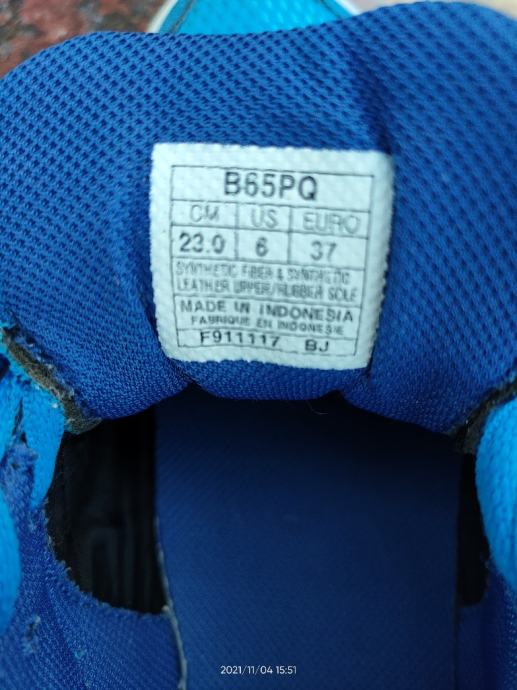 B65PQ
CM US EURO
23.0 6 37
SYNTHETIC FIBER & SYNTHETIC
LEATHER UPPER/RUBBER SOLE
MADE IN INDONESIA
FABRIQUE EN INDONESIE
F911117 BJ
2021/11/04 15:51